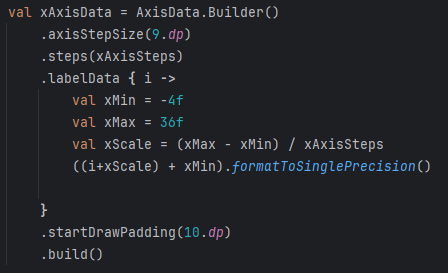 val xAxisData = AxisData.Builder()
.axisStepSize(9.dp)
.steps(xAxisSteps)
.labelData { i ->
val xMin = -4f
val xMax = 36f
val xScale = (xMax - xMin) / xAxisSteps
((i+xScale) + xMin).formatToSinglePrecision()
}
.startDrawPadding(10.dp)
.build()